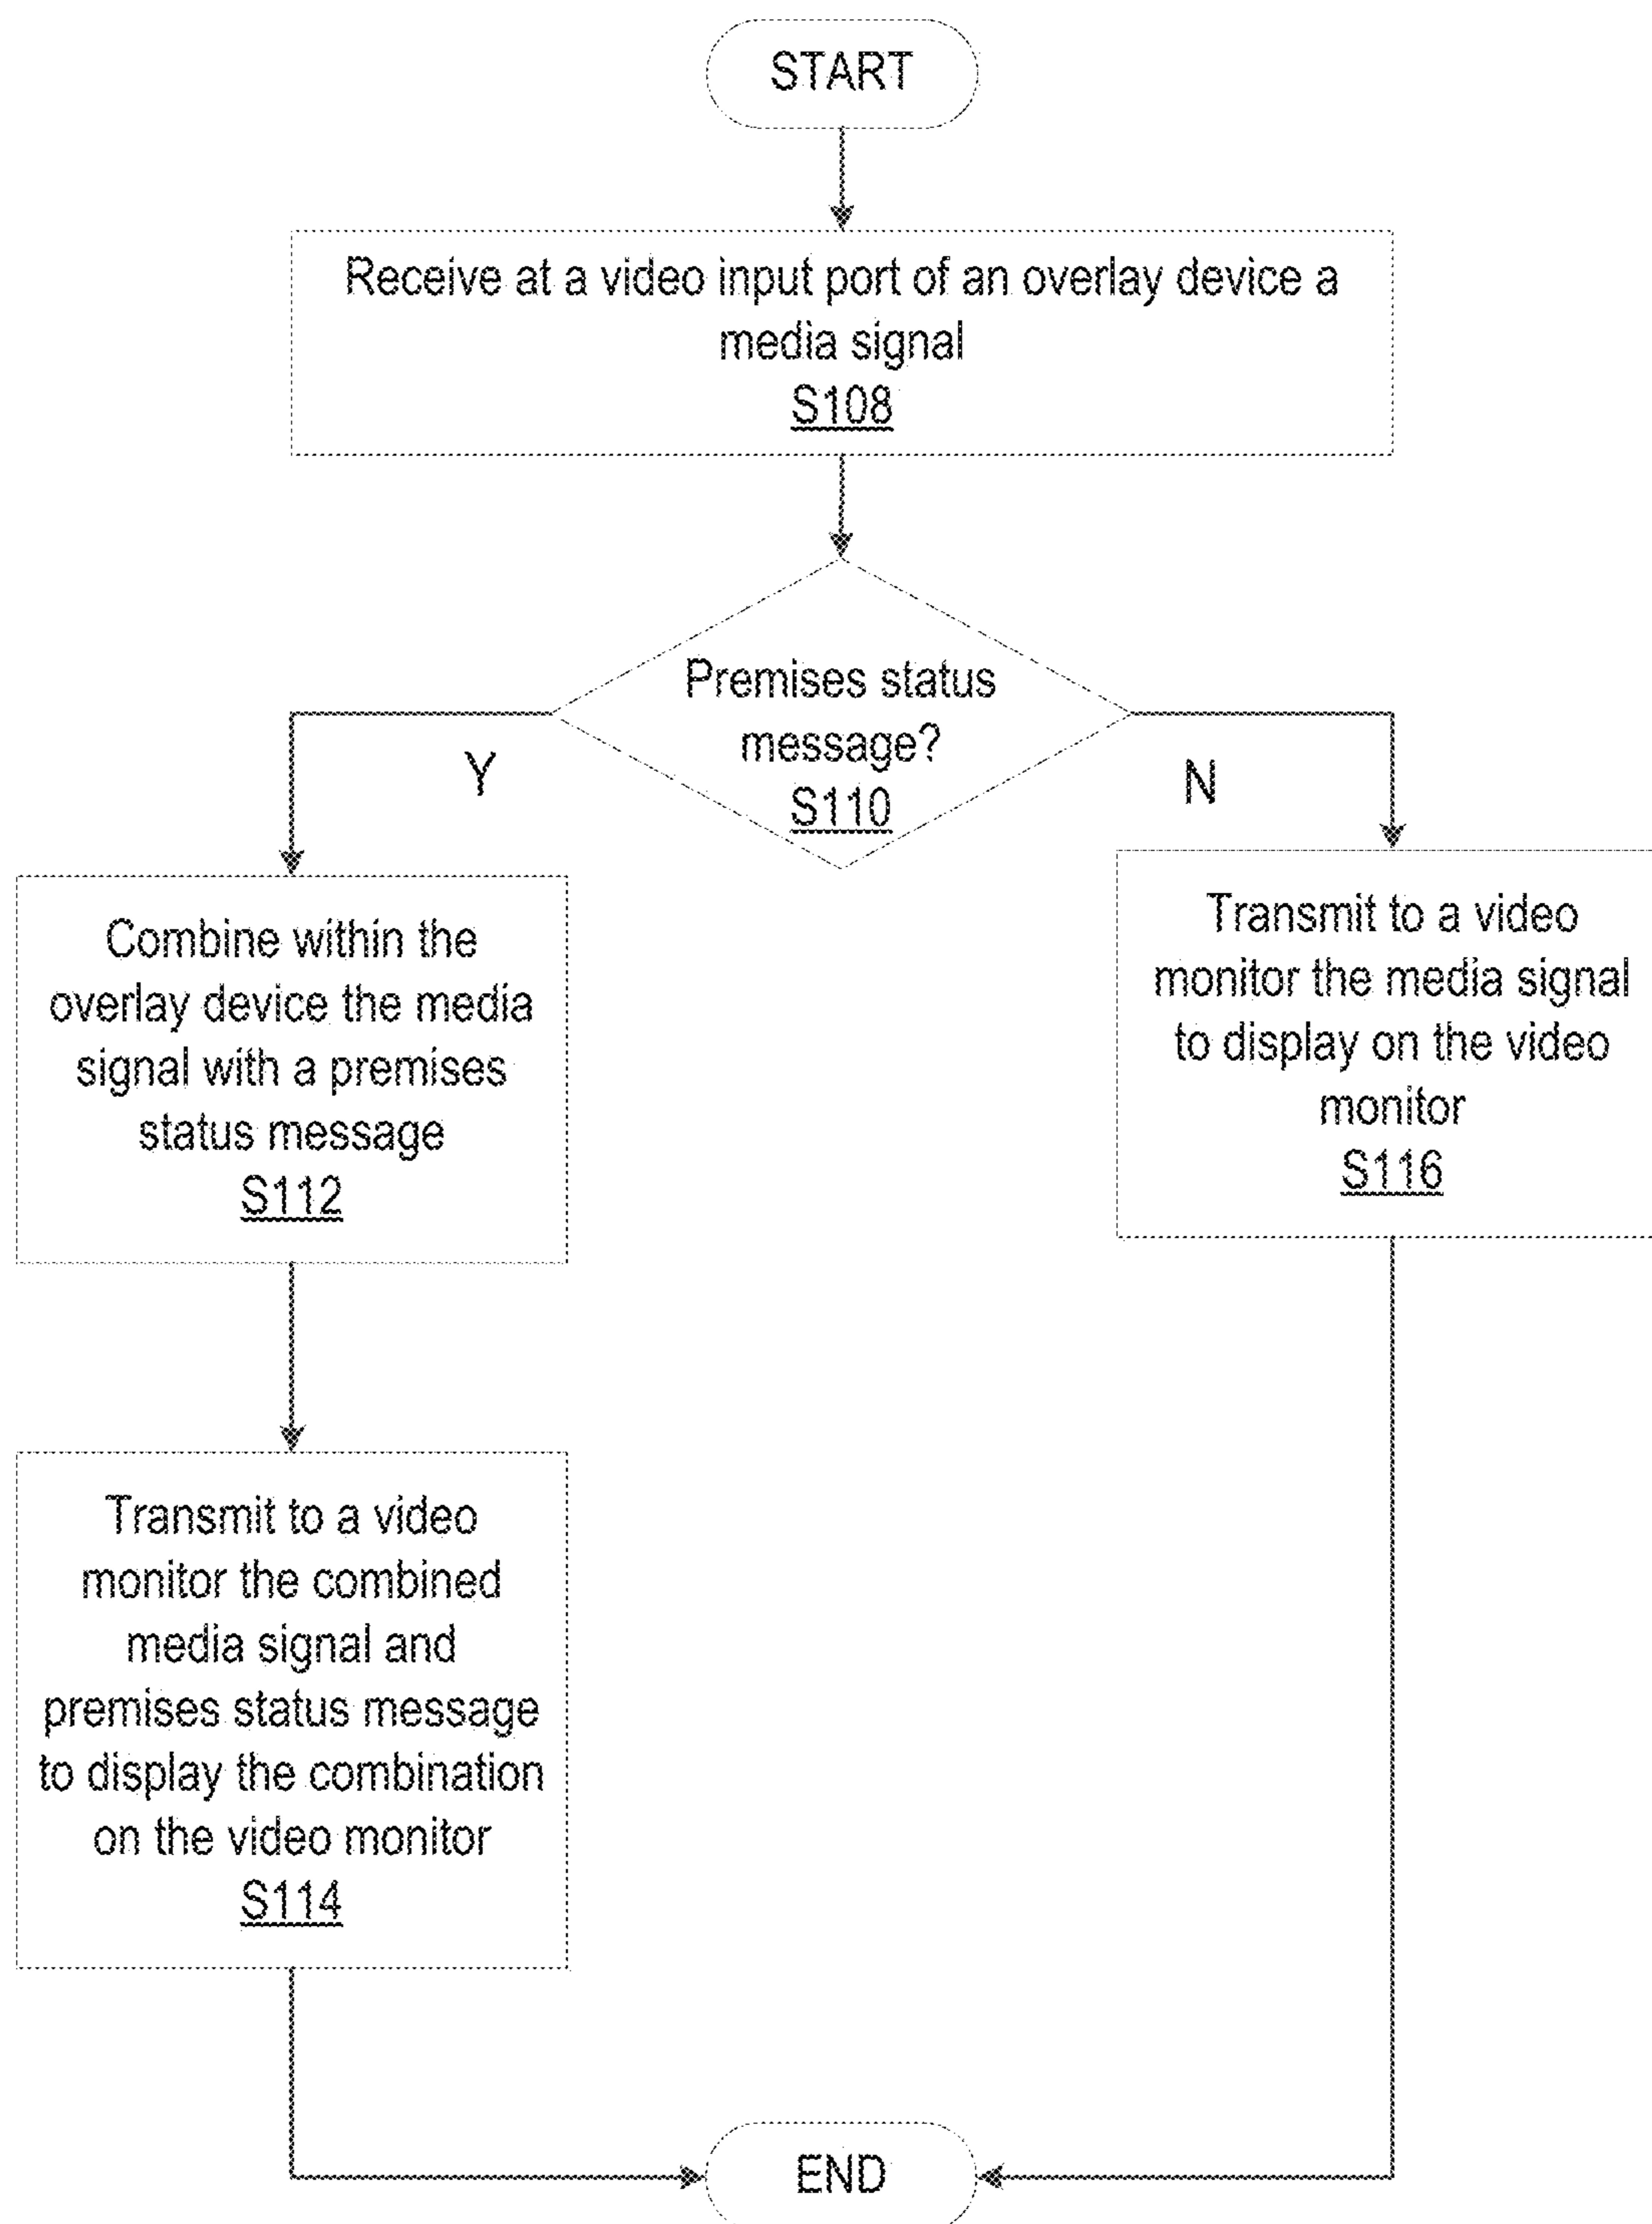 START
Receive at a video input port of an overlay device a
media signal
S108
Premises status
message?
S110
Y
N
Combine within the
overlay device the media
signal with a premises
status message
S112
Transmit to a video
monitor the media signal
to display on the video
monitor
S116
Transmit to a video
monitor the combined
media signal and
premises status message
to display the combination
on the video monitor
S114
END